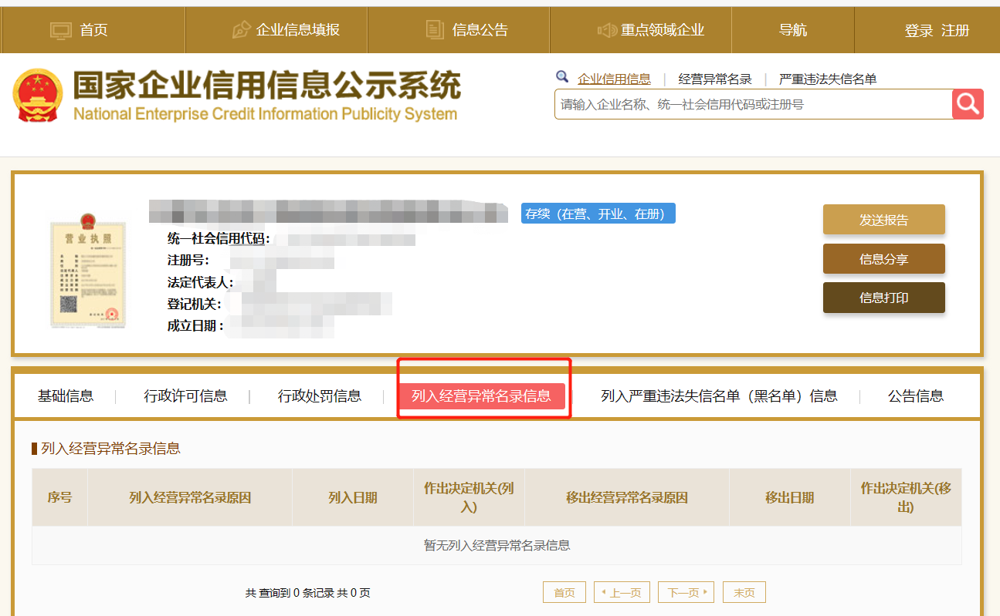 首页 企业信息填报 信息公告 重点领域企业 导航 登录 注册
国家企业信用信息公示系统
National Enterprise Credit Information Publicity System
企业信用信息 | 经营异常名录 | 严重违法失信名单
请输入企业名称、统一社会信用代码或注册号
存续（在营、开业、在册）
营业执照
统一社会信用代码：
注册号：
法定代表人：
登记机关：
成立日期：
发送报告
信息分享
信息打印
基础信息 | 行政许可信息 | 行政处罚信息 | 列入经营异常名录信息 列入严重违法失信名单（黑名单）信息 | 公告信息
列入经营异常名录信息
序号 列入经营异常名录原因 列入日期 作出决定机关(列入) 移出经营异常名录原因 移出日期 作出决定机关(移出)
暂无列入经营异常名录信息
共 查询到 0 条记录 共 0 页 首页 上一页 下一页 末页